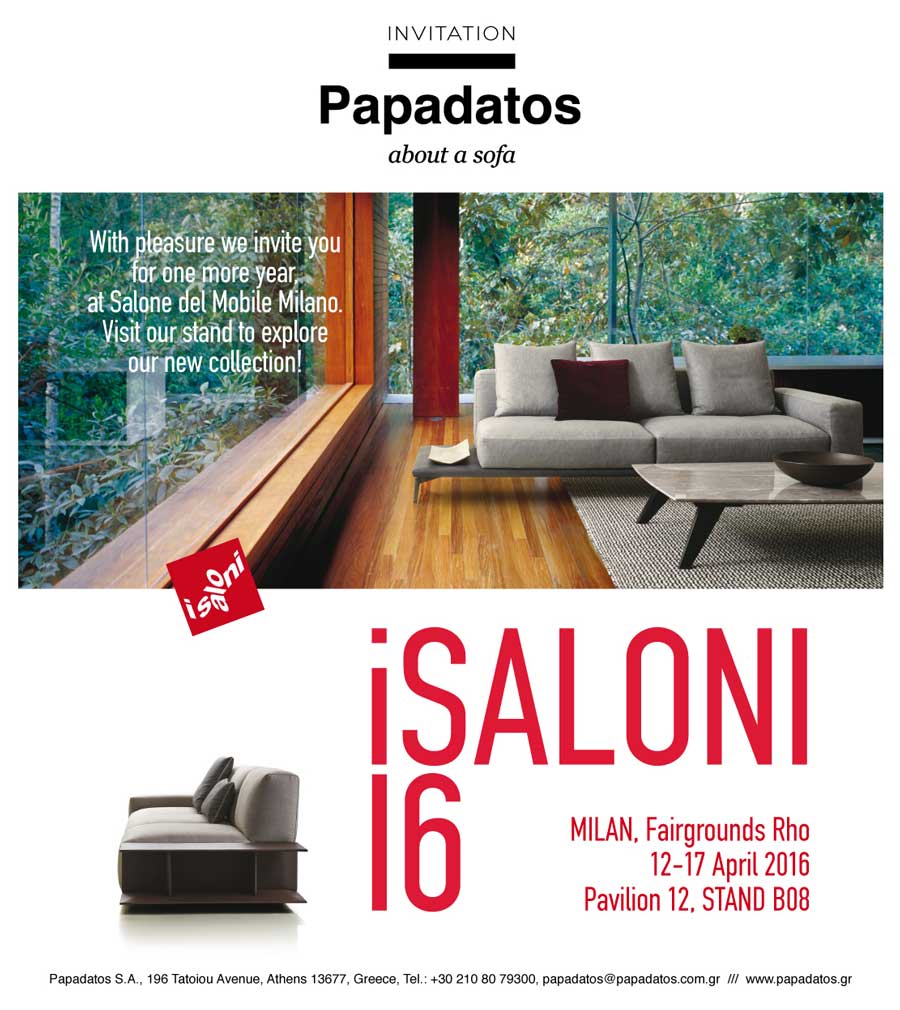 INVITATION
Papadatos
about a sofa
With pleasure we invite you
for one more year
at Salone del Mobile Milano.
Visit our stand to explore
our new collection!
i saloni
iSALONI
16
MILAN, Fairgrounds Rho
12-17 April 2016
Pavilion 12, STAND B08
Papadatos S.A., 196 Tatoiou Avenue, Athens 13677, Greece, Tel.: +30 210 80 79300, papadatos@papadatos.com.gr /// www.papadatos.gr